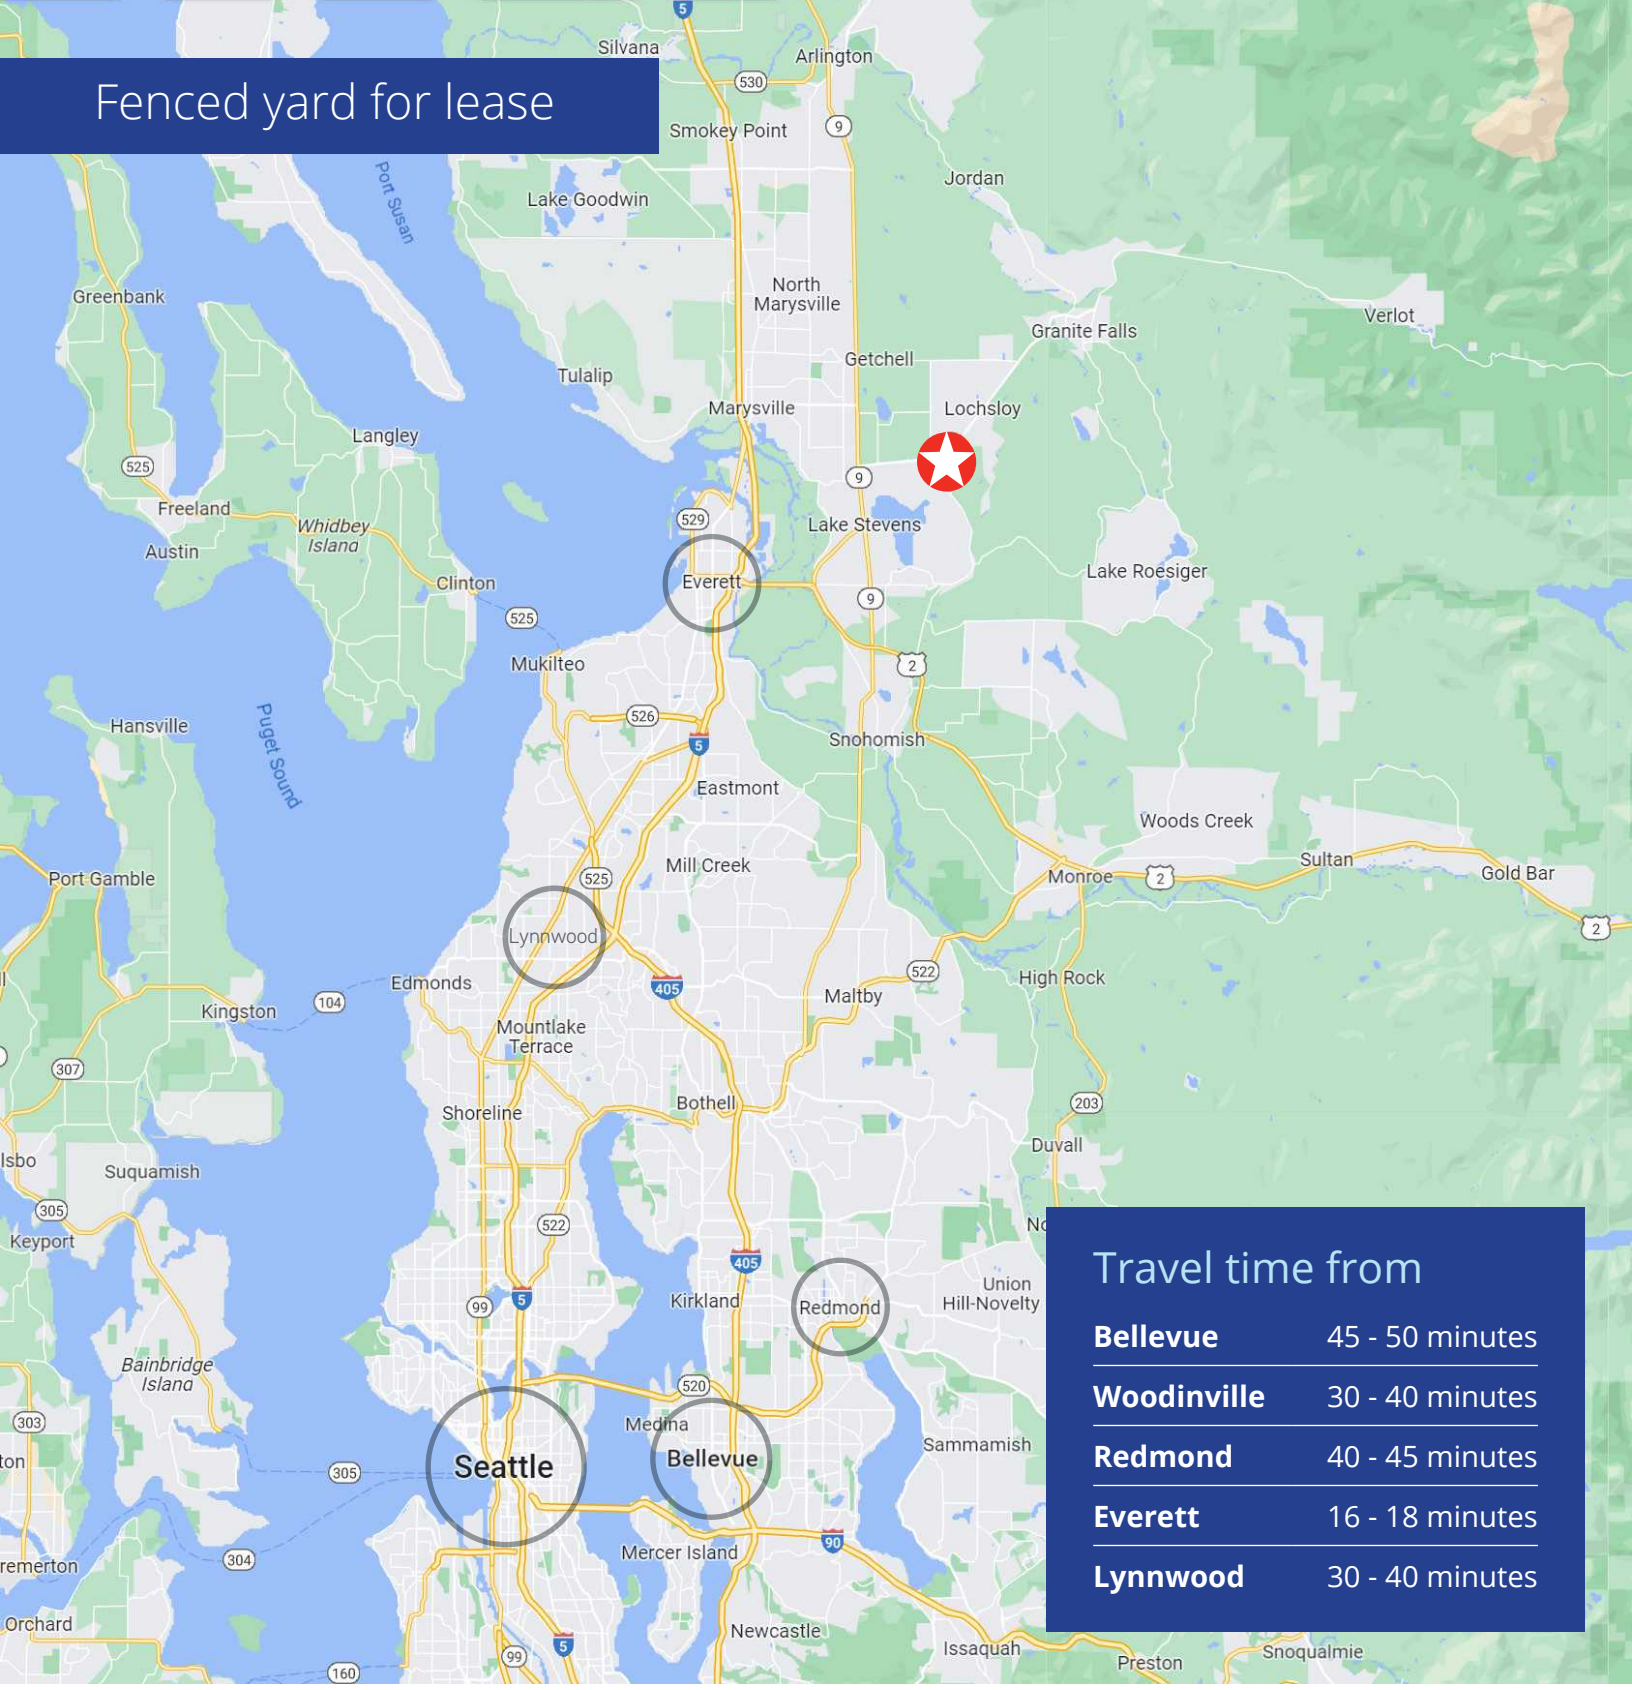 5
Silvana
Arlington
530
Fenced yard for lease
Smokey Point
9
Port Susan
Jordan
Lake Goodwin
Greenbank
North
Marysville
Verlot
Granite Falls
Getchell
Tulalip
Marysville
Lochsloy
Langley
525
9
Freeland
529
Lake Stevens
Whidbey
Island
Austin
Everett
Clinton
Lake Roesiger
9
525
Mukilteo
2
526
Hansville
Puget Sound
5
Snohomish
Eastmont
Woods Creek
Mill Creek
Sultan
Gold Bar
Port Gamble
525
Monroe
2
2
Lynnwood
522
High Rock
Edmonds
405
Maltby
104
Kingston
Mountlake
Terrace
307
Bothell
203
Shoreline
Duvall
lsbo
Suquamish
305
522
No
Keyport
405
Travel time from
Union
Hill-Novelty
99
5
Kirkland
Redmond
Bellevue 45 - 50 minutes
Bainbridge
Island
520
Woodinville 30 - 40 minutes
303
Medina
Sammamish
Redmond 40 - 45 minutes
ton
305
Seattle
Bellevue
Everett 16 - 18 minutes
90
304
Mercer Island
remerton
Lynnwood 30 - 40 minutes
Orchard
Newcastle
5
99
Issaquah
Snoqualmie
160
Preston